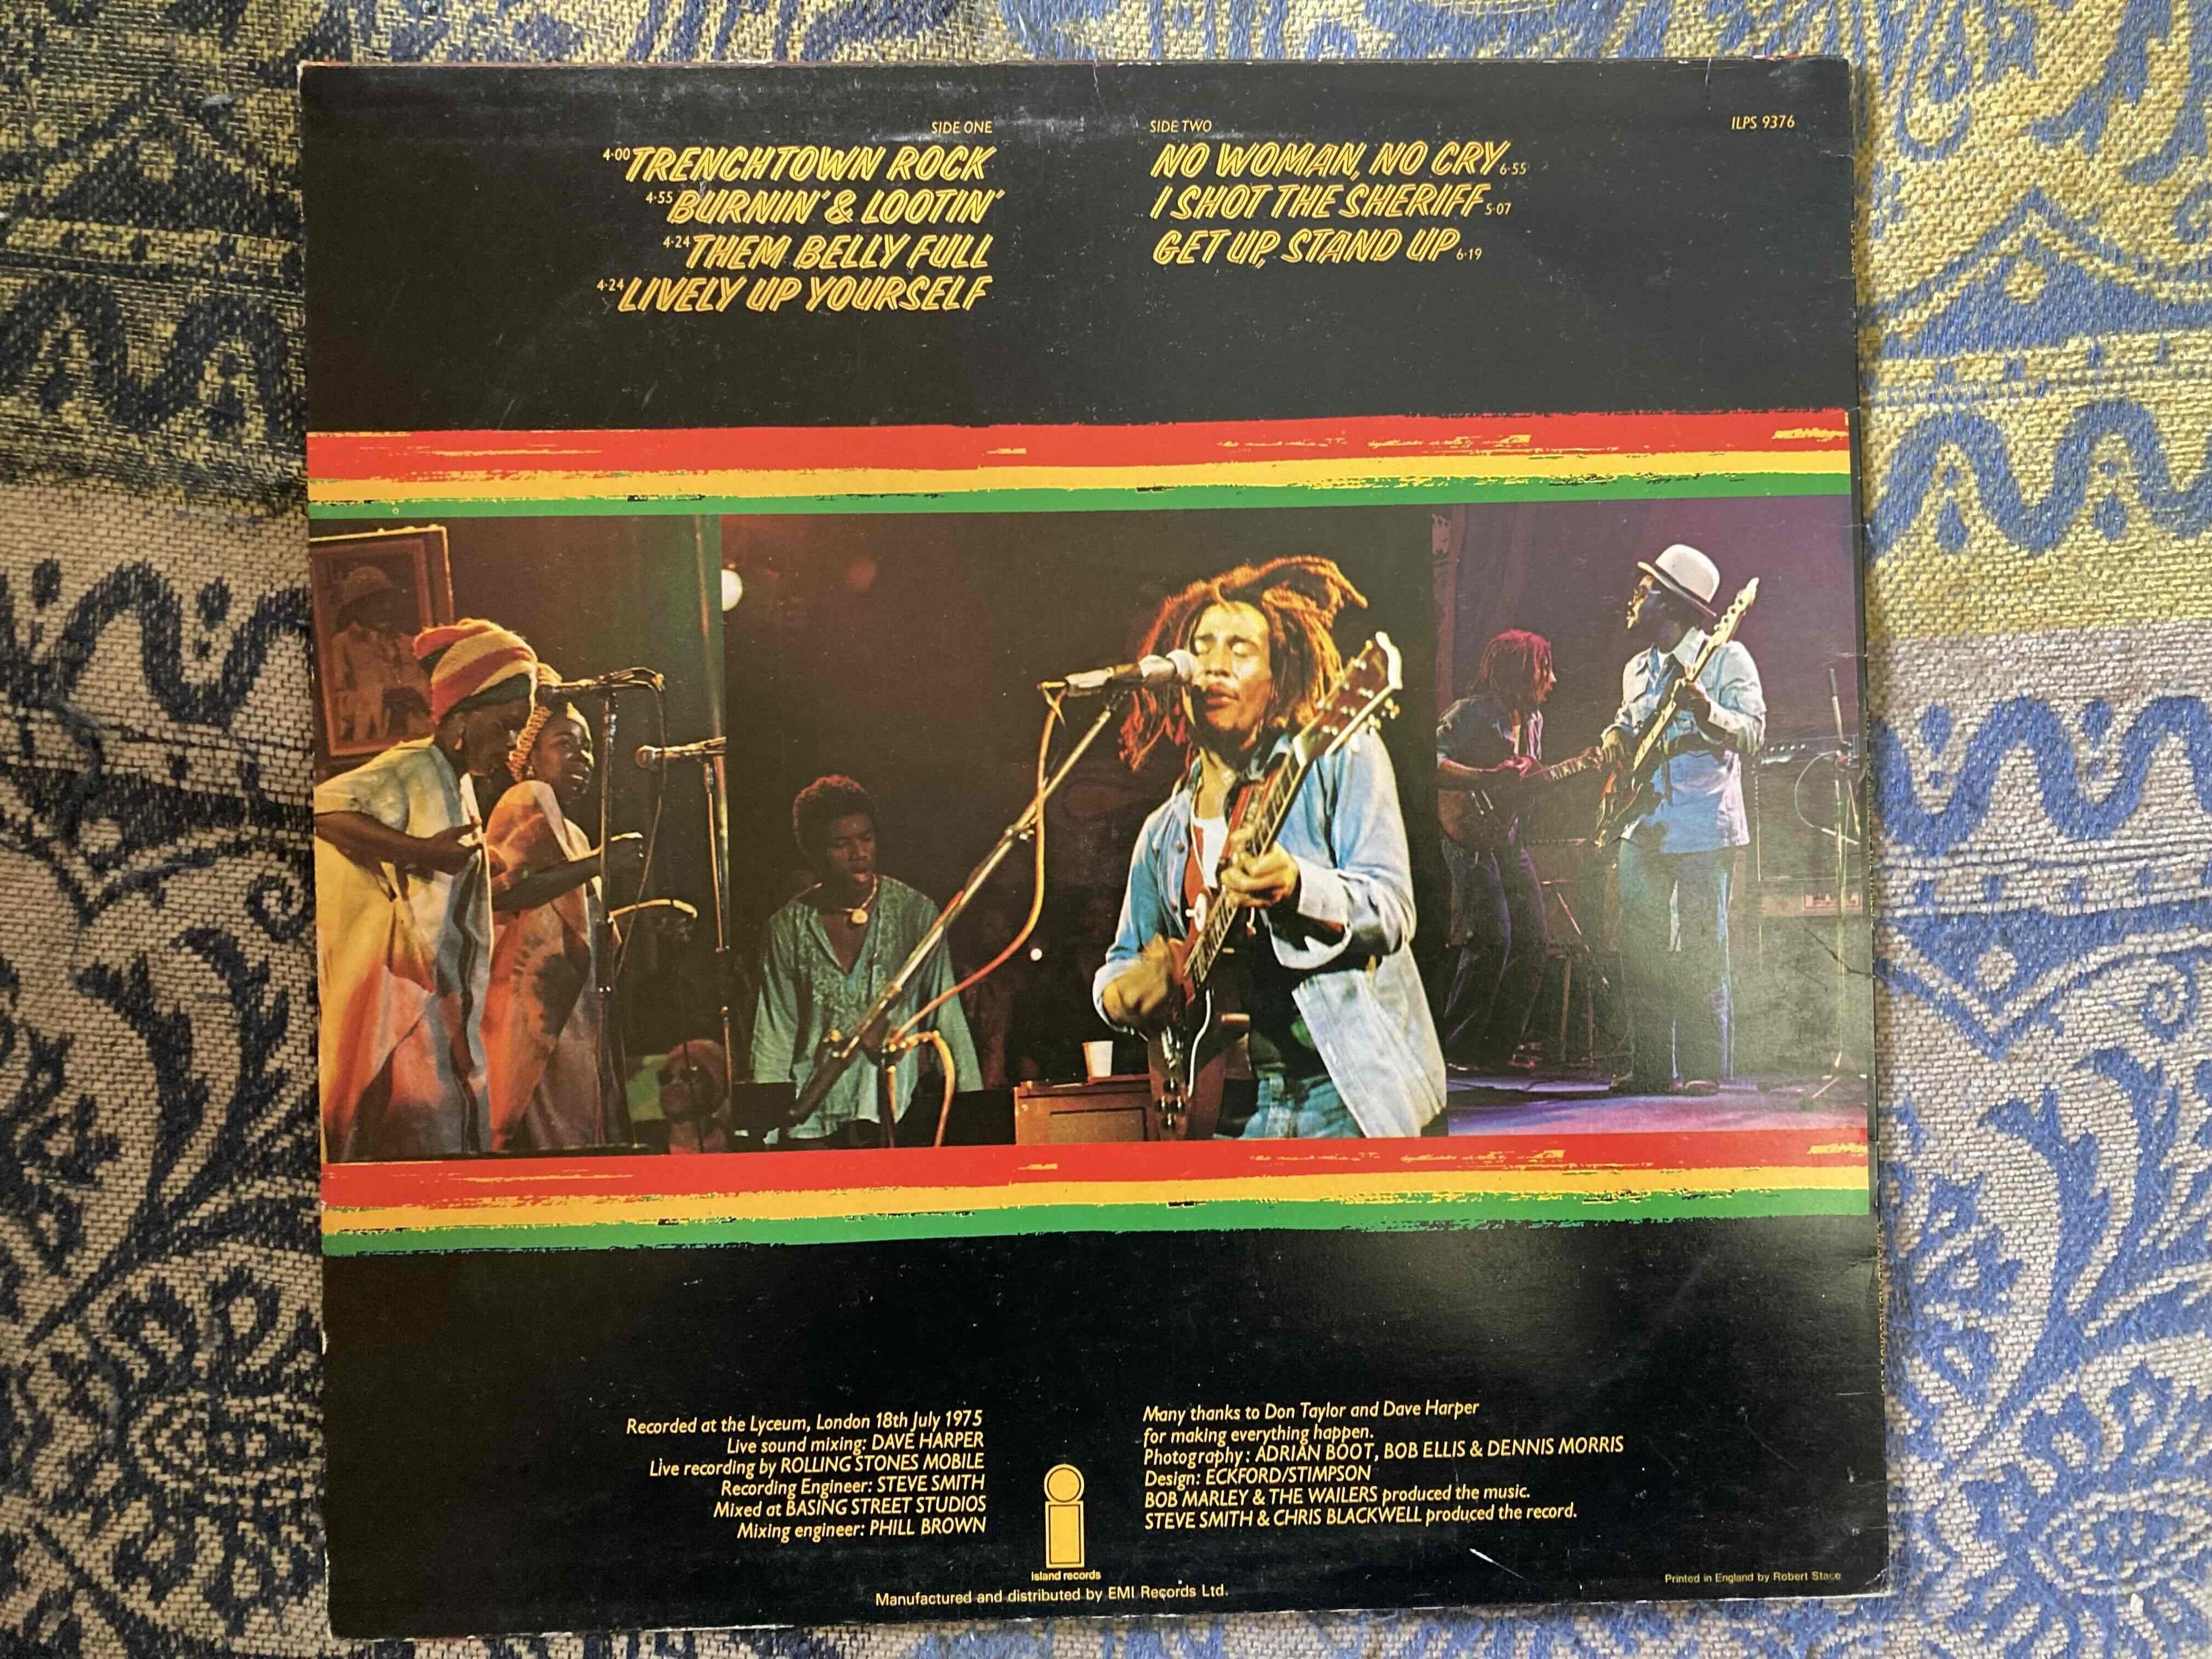 SIDE ONE
4·00 TRENCHTOWN ROCK
4·55 BURNIN' & LOOTIN'
4·24 THEM BELLY FULL
4·24 LIVELY UP YOURSELF
SIDE TWO
NO WOMAN, NO CRY 6·55
I SHOT THE SHERIFF 5·07
GET UP, STAND UP 6·19
ILPS 9376
Recorded at the Lyceum, London 18th July 1975
Live sound mixing: DAVE HARPER
Live recording by ROLLING STONES MOBILE
Recording Engineer: STEVE SMITH
Mixed at BASING STREET STUDIOS
Mixing engineer: PHILL BROWN
Many thanks to Don Taylor and Dave Harper
for making everything happen.
Photography: ADRIAN BOOT, BOB ELLIS & DENNIS MORRIS
Design: ECKFORD/STIMPSON
BOB MARLEY & THE WAILERS produced the music.
STEVE SMITH & CHRIS BLACKWELL produced the record.
island records
Manufactured and distributed by EMI Records Ltd.
Printed in England by Robert Stace